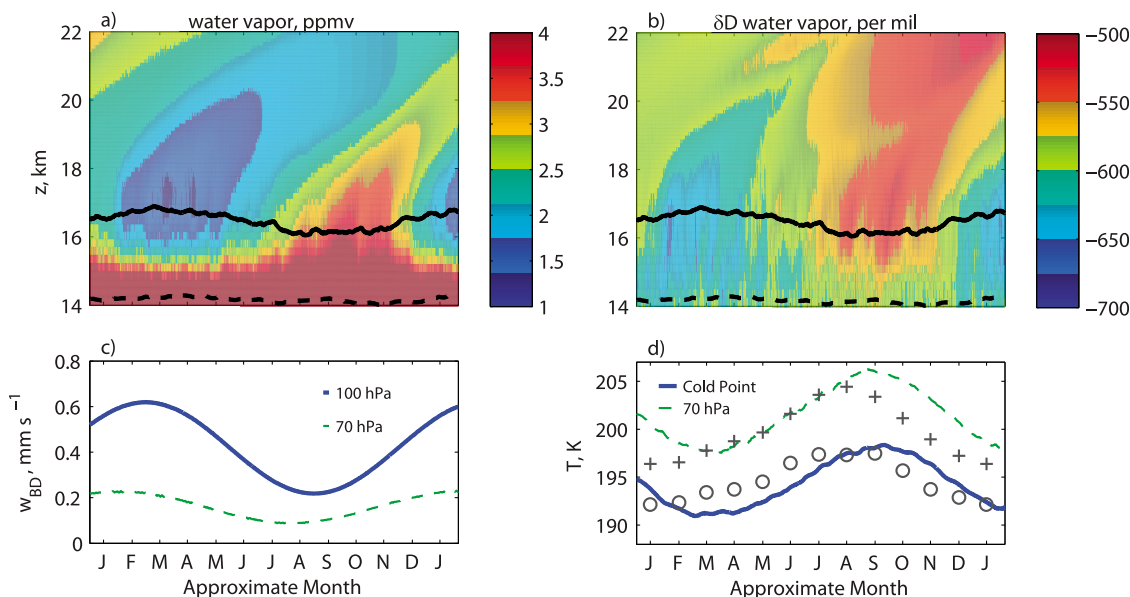 a) water vapor, ppmv
b) δD water vapor, per mil
22
20
18
16
14
z, km
J F M A M J J A S O N D J
4
3.5
3
2.5
2
1.5
1
22
20
18
16
14
J F M A M J J A S O N D J
−500
−550
−600
−650
−700
c)
0.8
0.6
0.4
0.2
0
w_BD, mm s⁻¹
100 hPa
70 hPa
J F M A M J J A S O N D J
Approximate Month
d)
205
200
195
190
T, K
Cold Point
70 hPa
J F M A M J J A S O N D J
Approximate Month